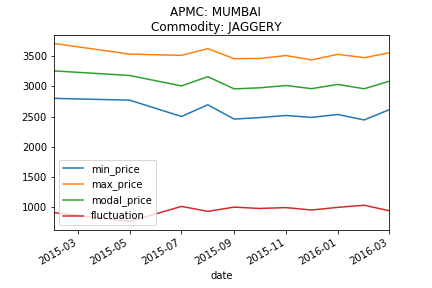 APMC: MUMBAI
Commodity: JAGGERY
3500
3000
2500
2000
1500
1000
min_price
max_price
modal_price
fluctuation
2015-03
2015-05
2015-07
2015-09
2015-11
2016-01
2016-03
date